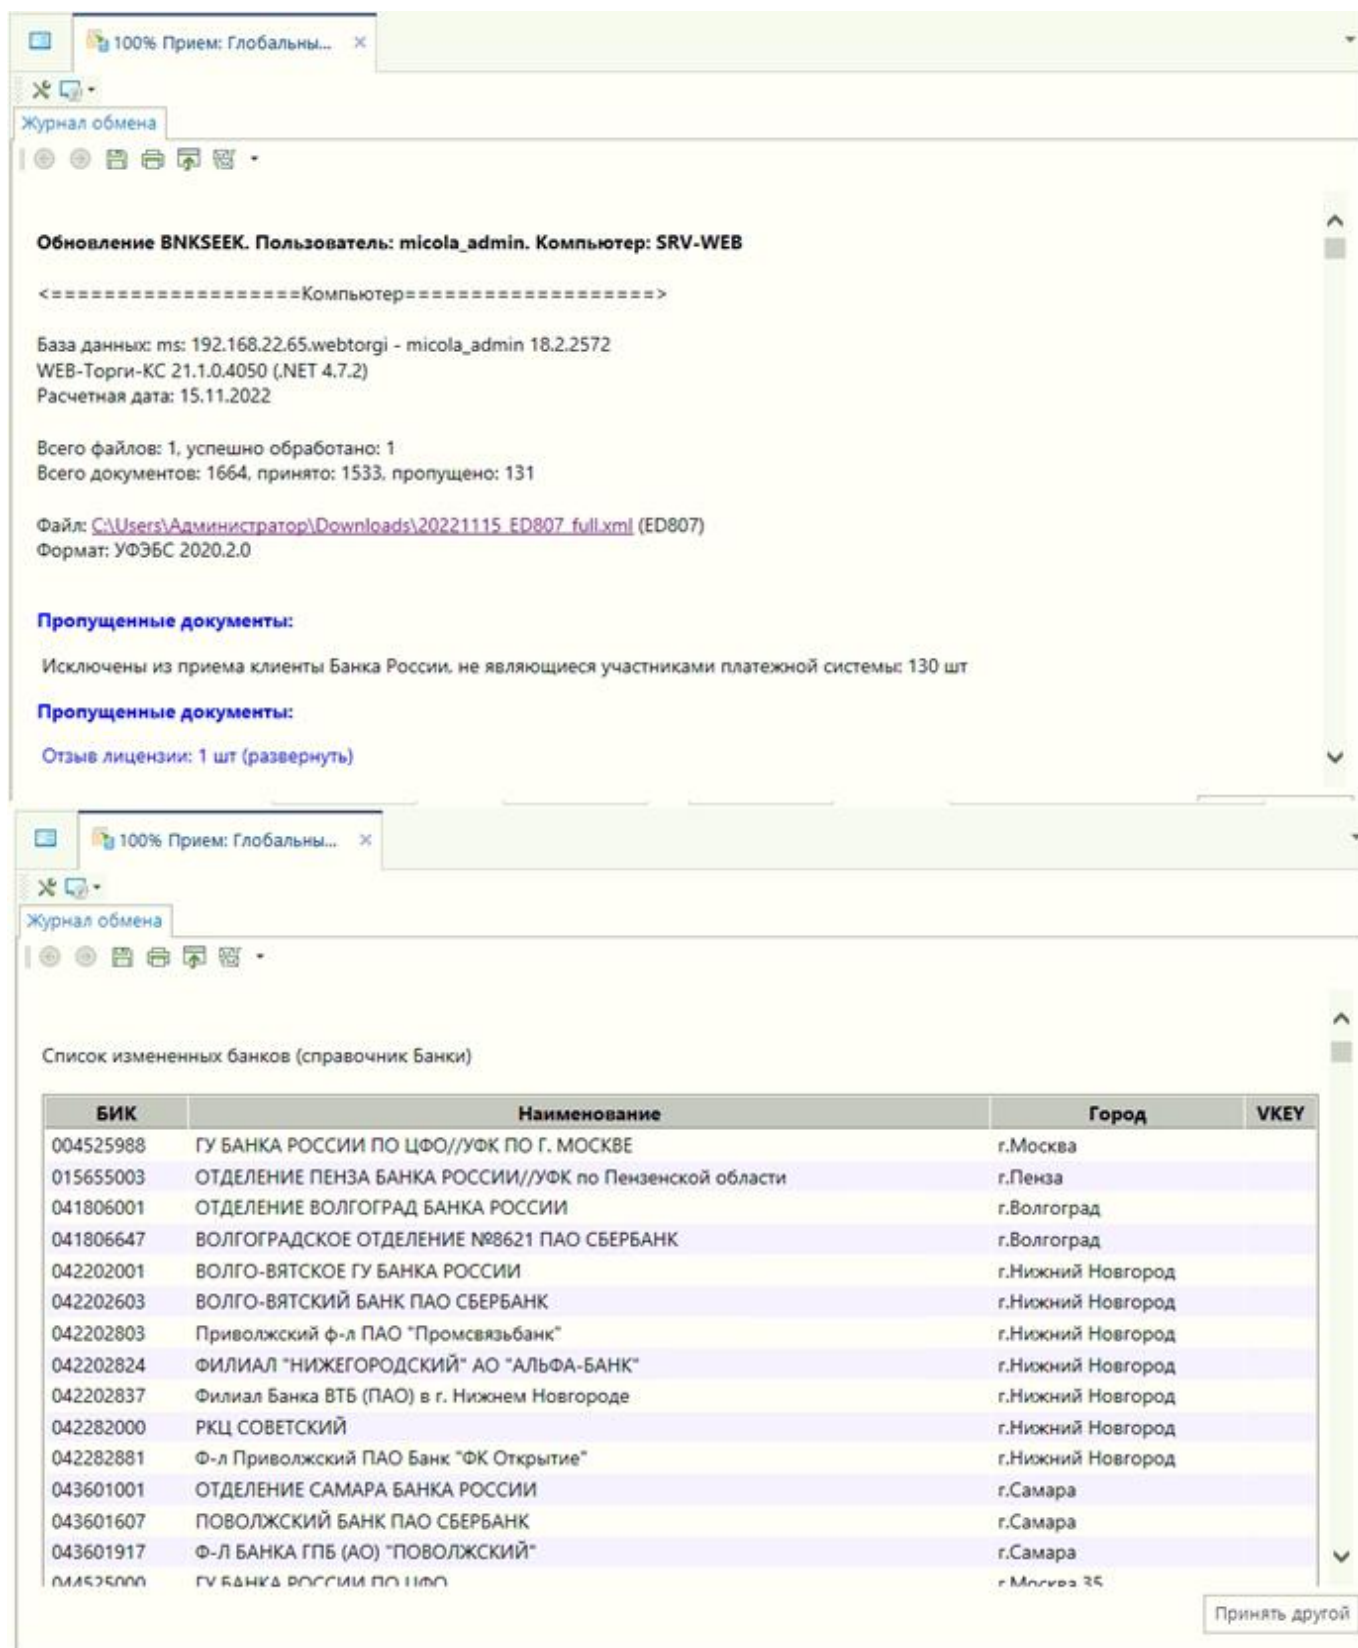 100% Прием: Глобальны...
Журнал обмена
Обновление BNKSEEK. Пользователь: micola_admin. Компьютер: SRV-WEB
<===================Компьютер===================>
База данных: ms: 192.168.22.65.webtorgi - micola_admin 18.2.2572
WEB-Торги-КС 21.1.0.4050 (.NET 4.7.2)
Расчетная дата: 15.11.2022
Всего файлов: 1, успешно обработано: 1
Всего документов: 1664, принято: 1533, пропущено: 131
Файл: C:\Users\Администратор\Downloads\20221115_ED807_full.xml (ED807)
Формат: УФЭБС 2020.2.0
Пропущенные документы:
Исключены из приема клиенты Банка России, не являющиеся участниками платежной системы: 130 шт
Пропущенные документы:
Отзыв лицензии: 1 шт (развернуть)
100% Прием: Глобальны...
Журнал обмена
Список измененных банков (справочник Банки)
БИК Наименование Город VKEY
004525988 ГУ БАНКА РОССИИ ПО ЦФО//УФК ПО Г. МОСКВЕ г.Москва
015655003 ОТДЕЛЕНИЕ ПЕНЗА БАНКА РОССИИ//УФК по Пензенской области г.Пенза
041806001 ОТДЕЛЕНИЕ ВОЛГОГРАД БАНКА РОССИИ г.Волгоград
041806647 ВОЛГОГРАДСКОЕ ОТДЕЛЕНИЕ №8621 ПАО СБЕРБАНК г.Волгоград
042202001 ВОЛГО-ВЯТСКОЕ ГУ БАНКА РОССИИ г.Нижний Новгород
042202603 ВОЛГО-ВЯТСКИЙ БАНК ПАО СБЕРБАНК г.Нижний Новгород
042202803 Приволжский ф-л ПАО "Промсвязьбанк" г.Нижний Новгород
042202824 ФИЛИАЛ "НИЖЕГОРОДСКИЙ" АО "АЛЬФА-БАНК" г.Нижний Новгород
042202837 Филиал Банка ВТБ (ПАО) в г. Нижнем Новгороде г.Нижний Новгород
042282000 РКЦ СОВЕТСКИЙ г.Нижний Новгород
042282881 Ф-л Приволжский ПАО Банк "ФК Открытие" г.Нижний Новгород
043601001 ОТДЕЛЕНИЕ САМАРА БАНКА РОССИИ г.Самара
043601607 ПОВОЛЖСКИЙ БАНК ПАО СБЕРБАНК г.Самара
043601917 Ф-Л БАНКА ГПБ (АО) "ПОВОЛЖСКИЙ" г.Самара
044525000 ГУ БАНКА РОССИИ ПО ЦФО г.Москва 35
Принять другой